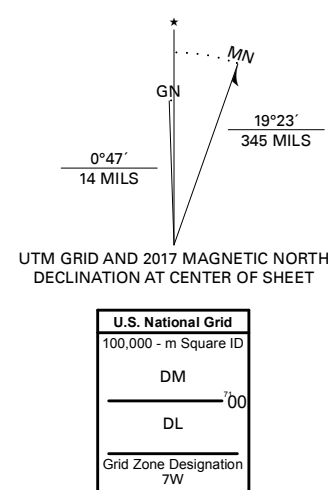 ★
MN
GN
19°23´
345 MILS
0°47´
14 MILS
UTM GRID AND 2017 MAGNETIC NORTH
DECLINATION AT CENTER OF SHEET
U.S. National Grid
100,000 - m Square ID
DM
⁷¹00
DL
Grid Zone Designation
7W